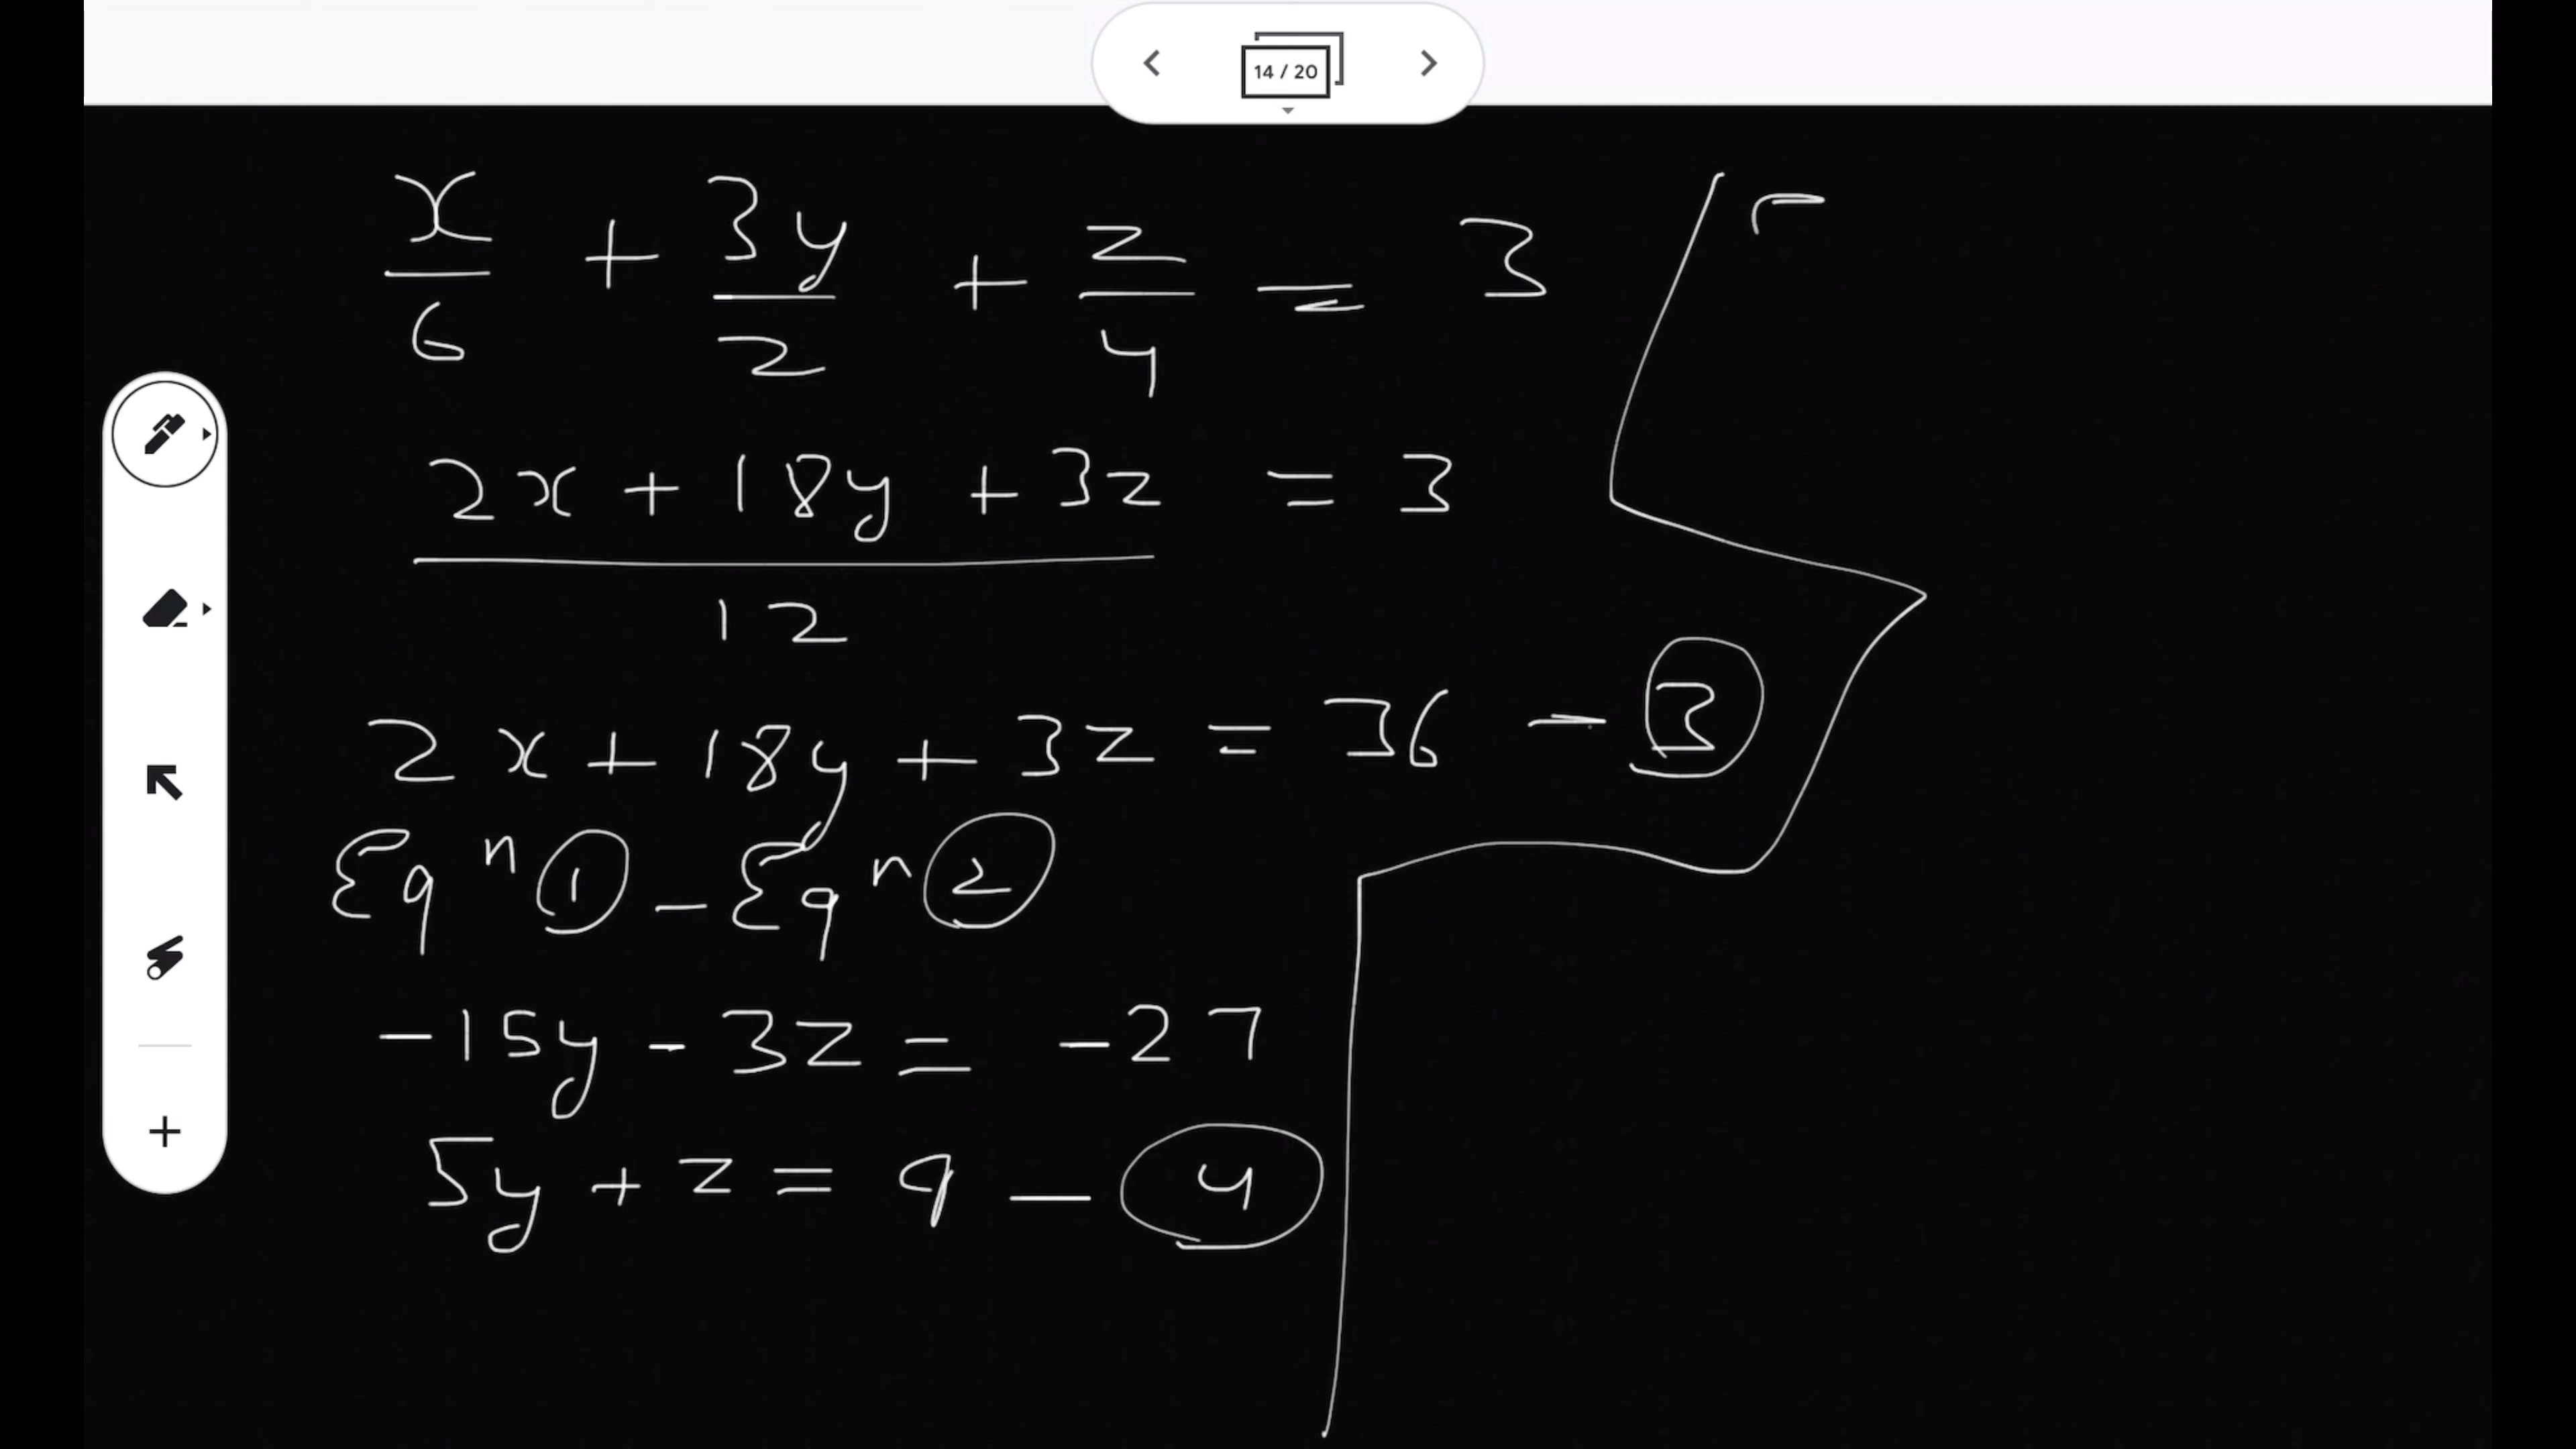 14 / 20
x/6 + 3y/2 + z/4 = 3
(2x + 18y + 3z)/12 = 3
2x + 18y + 3z = 36 - ③
Eqⁿ ① - Eqⁿ ②
-15y - 3z = -27
5y + z = 9 - ④